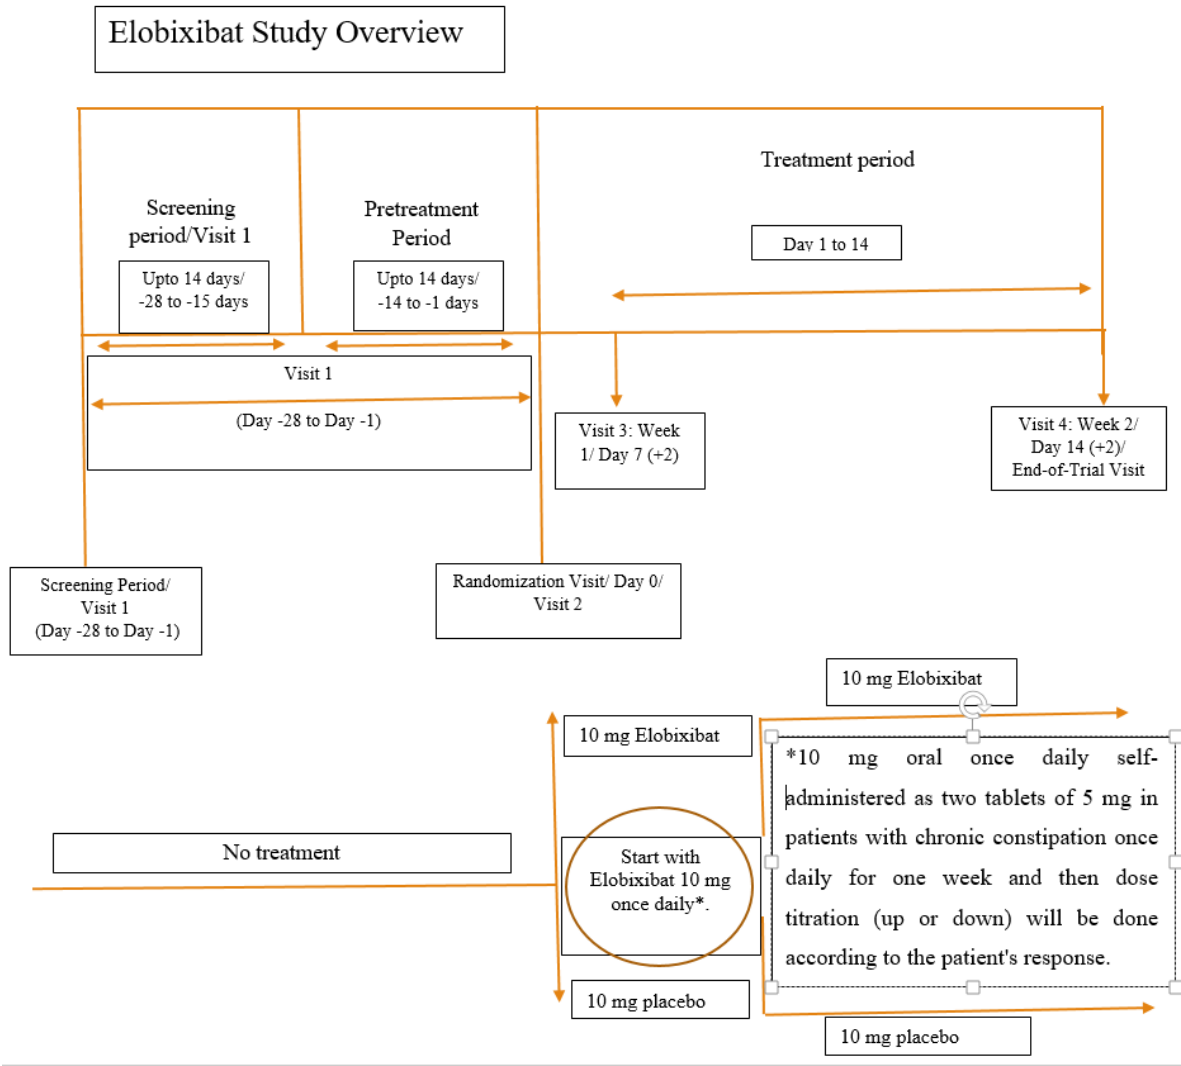 Elobixibat Study Overview
Treatment period
Screening
period/Visit 1
Pretreatment
Period
Day 1 to 14
Upto 14 days/
-28 to -15 days
Upto 14 days/
-14 to -1 days
Visit 1
(Day -28 to Day -1)
Visit 3: Week
1/ Day 7 (+2)
Visit 4: Week 2/
Day 14 (+2)/
End-of-Trial Visit
Screening Period/
Visit 1
(Day -28 to Day -1)
Randomization Visit/ Day 0/
Visit 2
10 mg Elobixibat
10 mg Elobixibat
*10 mg oral once daily self-
administered as two tablets of 5 mg in
patients with chronic constipation once
daily for one week and then dose
titration (up or down) will be done
according to the patient's response.
No treatment
Start with
Elobixibat 10 mg
once daily*.
10 mg placebo
10 mg placebo